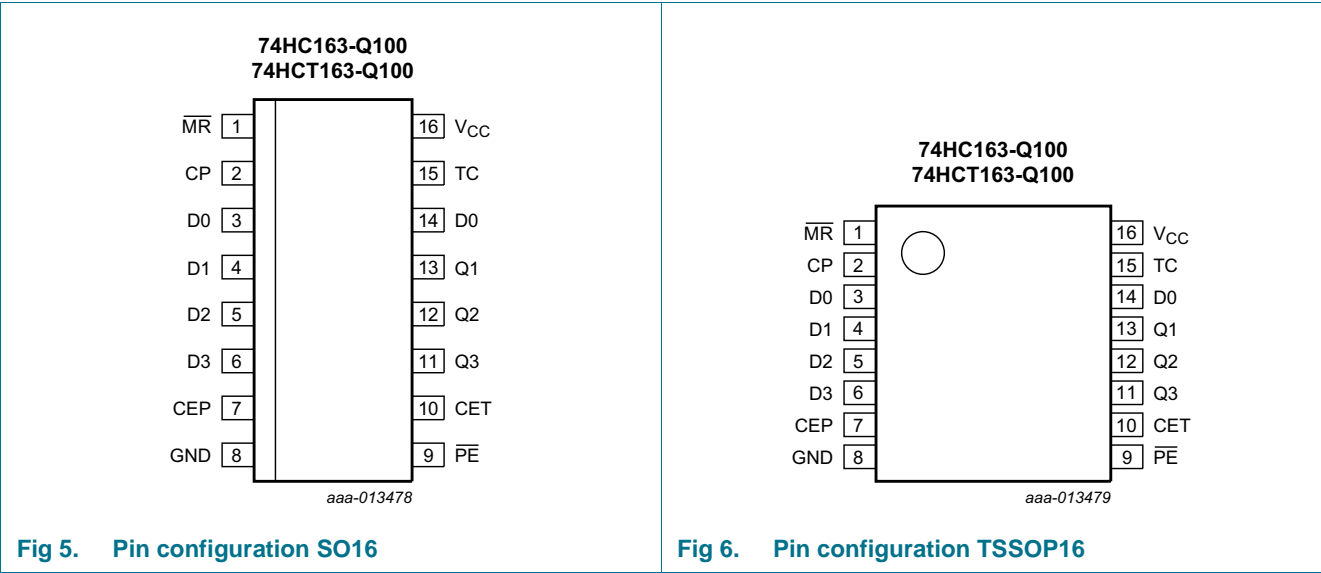 74HC163-Q100
74HCT163-Q100
MR 1 16 VCC
CP 2 15 TC
D0 3 14 D0
D1 4 13 Q1
D2 5 12 Q2
D3 6 11 Q3
CEP 7 10 CET
GND 8 9 PE
aaa-013478
Fig 5. Pin configuration SO16
74HC163-Q100
74HCT163-Q100
MR 1 16 VCC
CP 2 15 TC
D0 3 14 D0
D1 4 13 Q1
D2 5 12 Q2
D3 6 11 Q3
CEP 7 10 CET
GND 8 9 PE
aaa-013479
Fig 6. Pin configuration TSSOP16